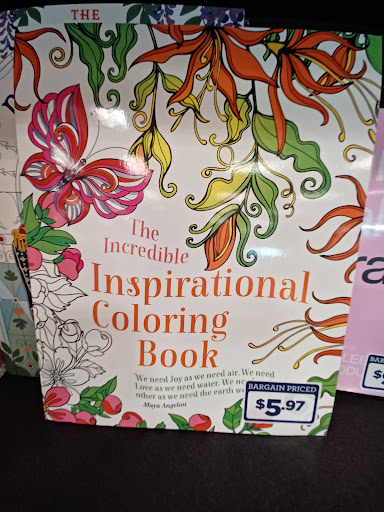 THE
The
Incredible
Inspirational
Coloring
Book
'We need Joy as we need air. We need
Love as we need water. We
other as we need the earth
Maya Angelou
BARGAIN PRICED
$5.97